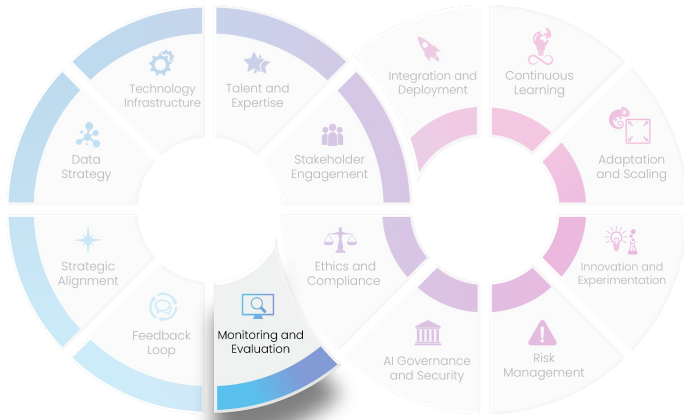 Technology
Infrastructure
Talent and
Expertise
Integration and
Deployment
Continuous
Learning
Data
Strategy
Stakeholder
Engagement
Adaptation
and Scaling
Strategic
Alignment
Ethics and
Compliance
Innovation and
Experimentation
Feedback
Loop
Monitoring and
Evaluation
AI Governance
and Security
Risk
Management